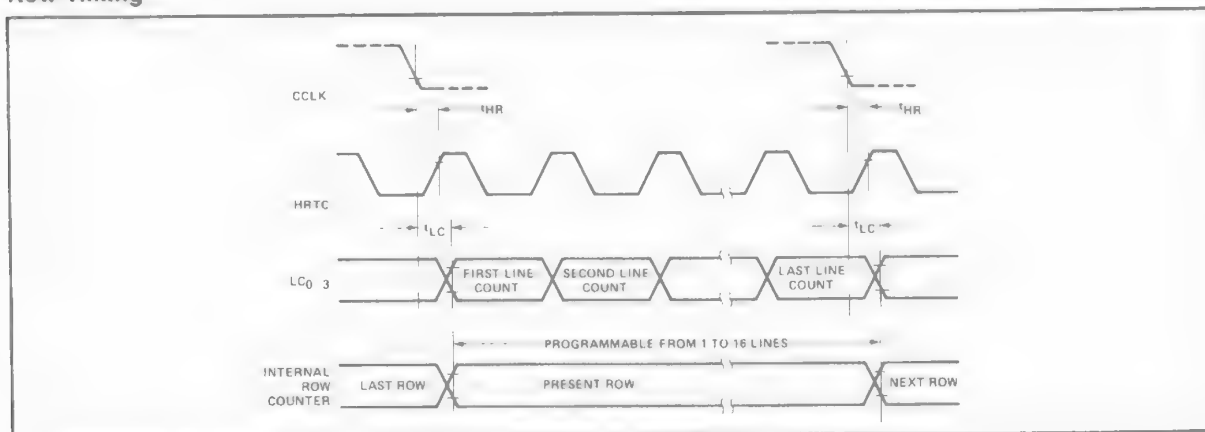 Row Timing
CCLK
tHR
tHR
HRTC
tLC
tLC
LC0 3
FIRST LINE COUNT
SECOND LINE COUNT
LAST LINE COUNT
PROGRAMMABLE FROM 1 TO 16 LINES
INTERNAL ROW COUNTER
LAST ROW
PRESENT ROW
NEXT ROW